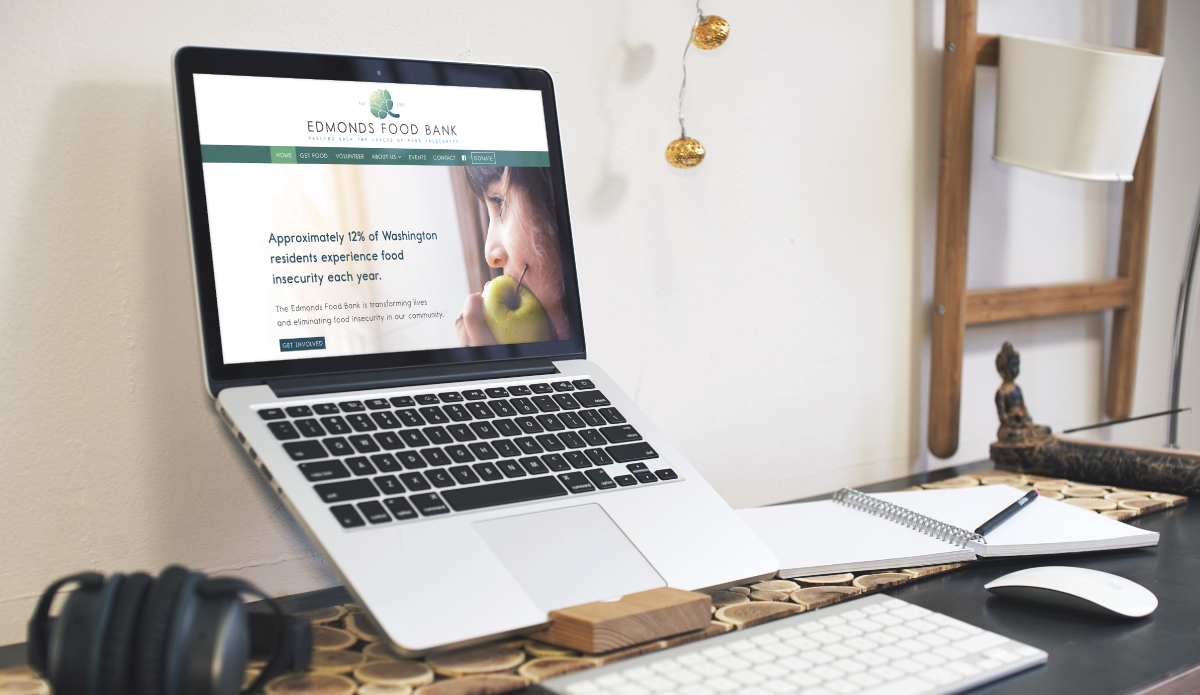 EDMONDS FOOD BANK
PEELING BACK THE LAYERS OF FOOD INSECURITY
HOME GET FOOD VOLUNTEER ABOUT US EVENTS CONTACT DONATE
Approximately 12% of Washington
residents experience food
insecurity each year.
The Edmonds Food Bank is transforming lives
and eliminating food insecurity in our community.
GET INVOLVED